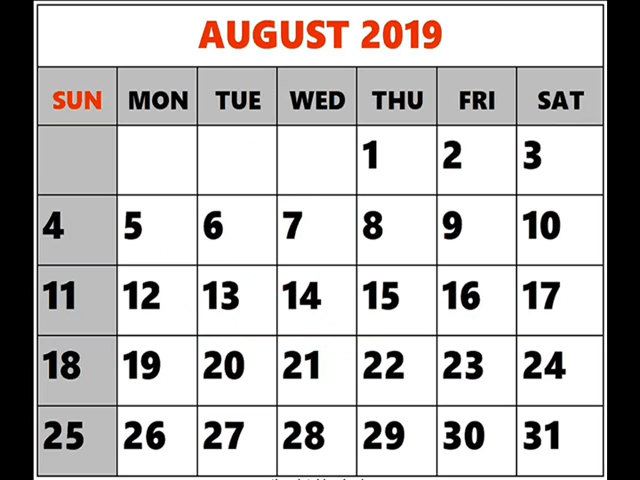 AUGUST 2019
SUN MON TUE WED THU FRI SAT
1 2 3
4 5 6 7 8 9 10
11 12 13 14 15 16 17
18 19 20 21 22 23 24
25 26 27 28 29 30 31